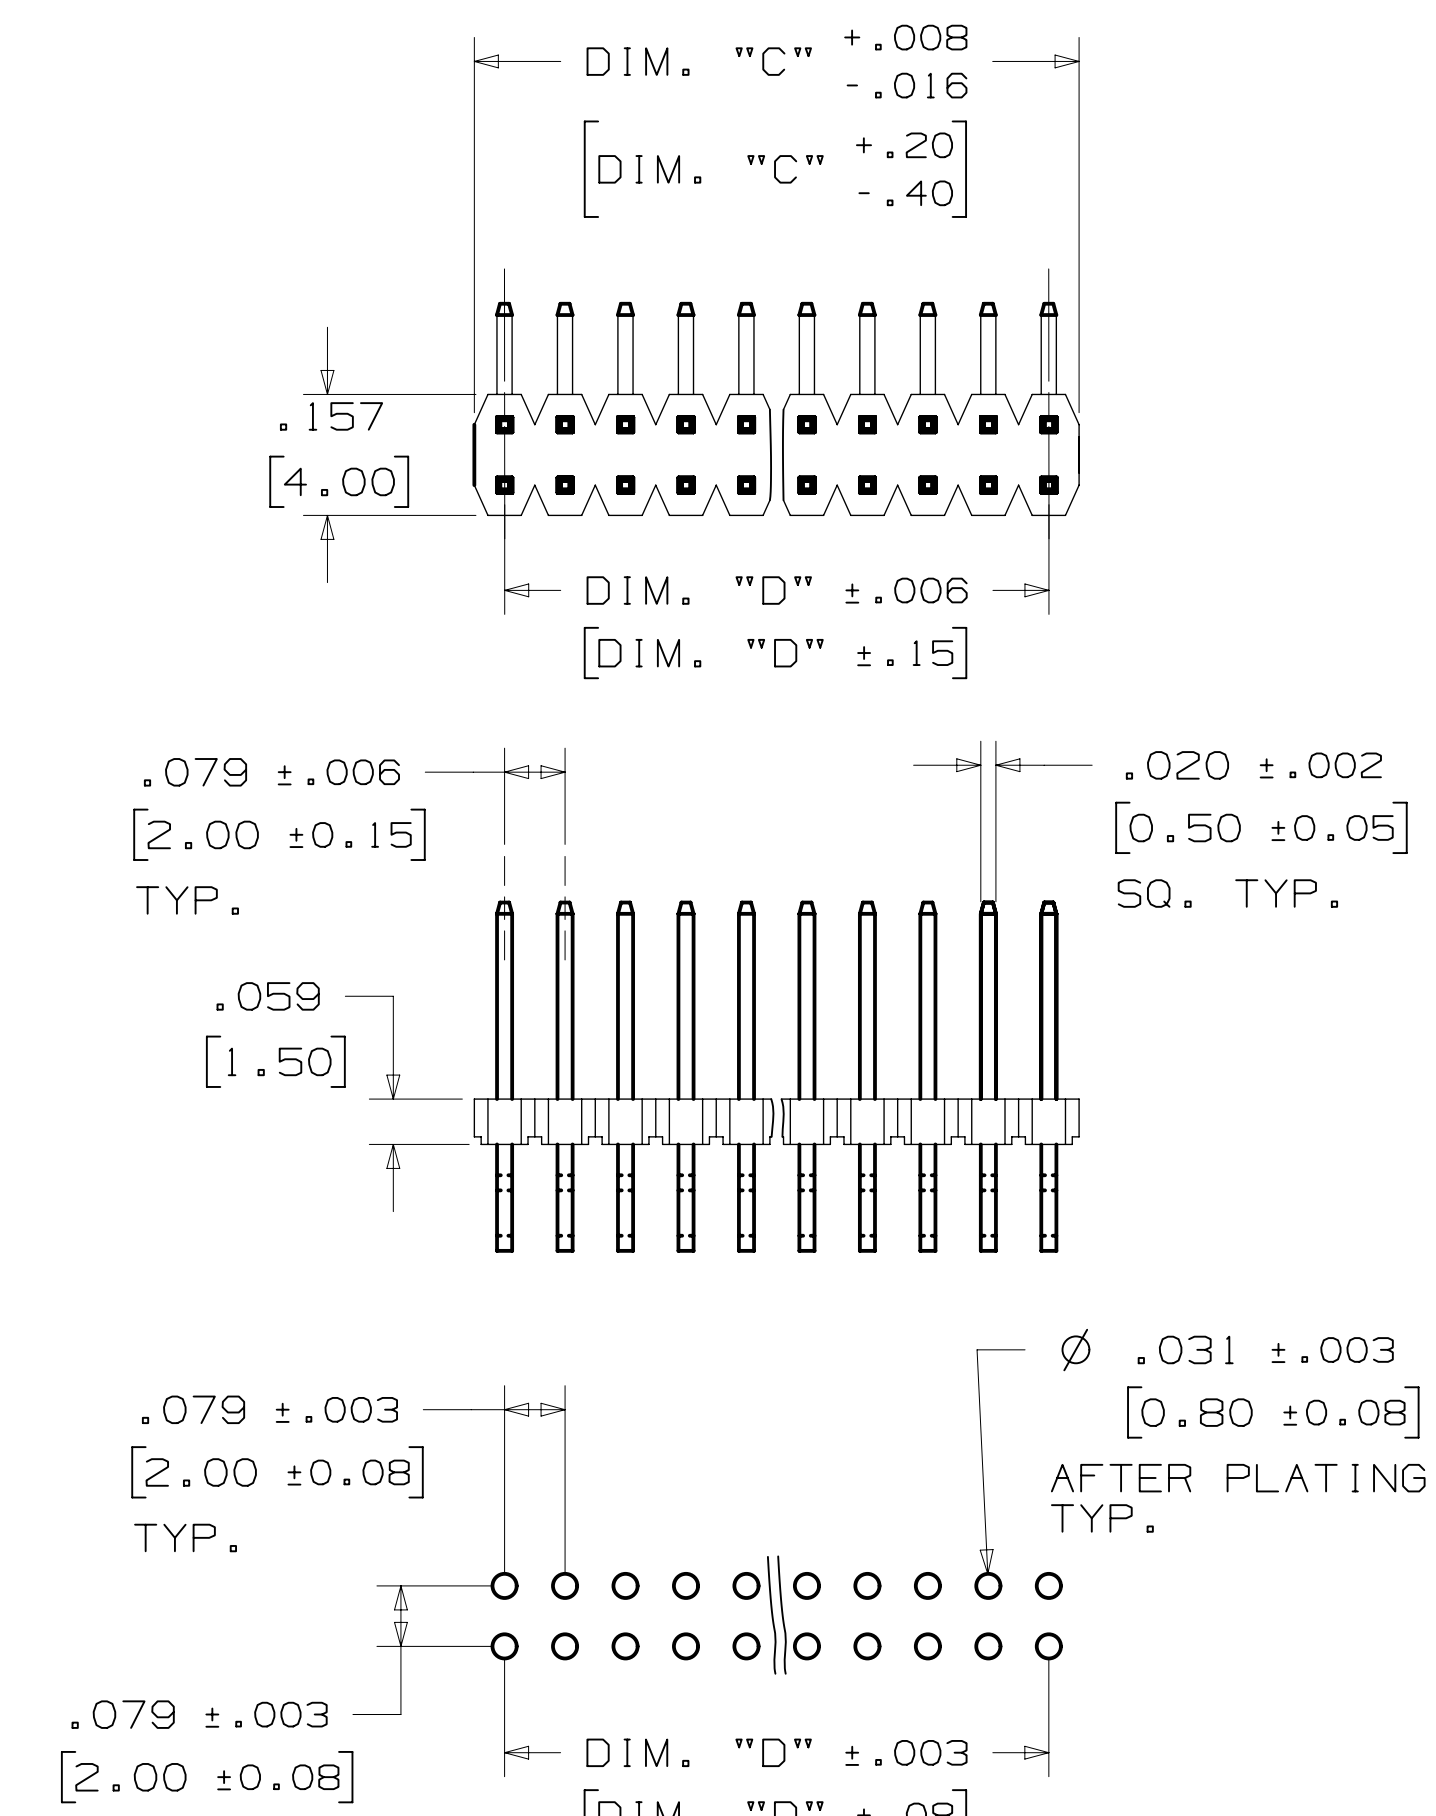 DIM. "C" +.008
-.016
[DIM. "C" +.20
-.40]
.157
[4.00]
DIM. "D" ±.006
[DIM. "D" ±.15]
.079 ±.006
[2.00 ±0.15]
TYP.
.020 ±.002
[0.50 ±0.05]
SQ. TYP.
.059
[1.50]
Ø .031 ±.003
[0.80 ±0.08]
AFTER PLATING
TYP.
.079 ±.003
[2.00 ±0.08]
TYP.
.079 ±.003
[2.00 ±0.08]
DIM. "D" ±.003
[DIM. "D" ±.08]